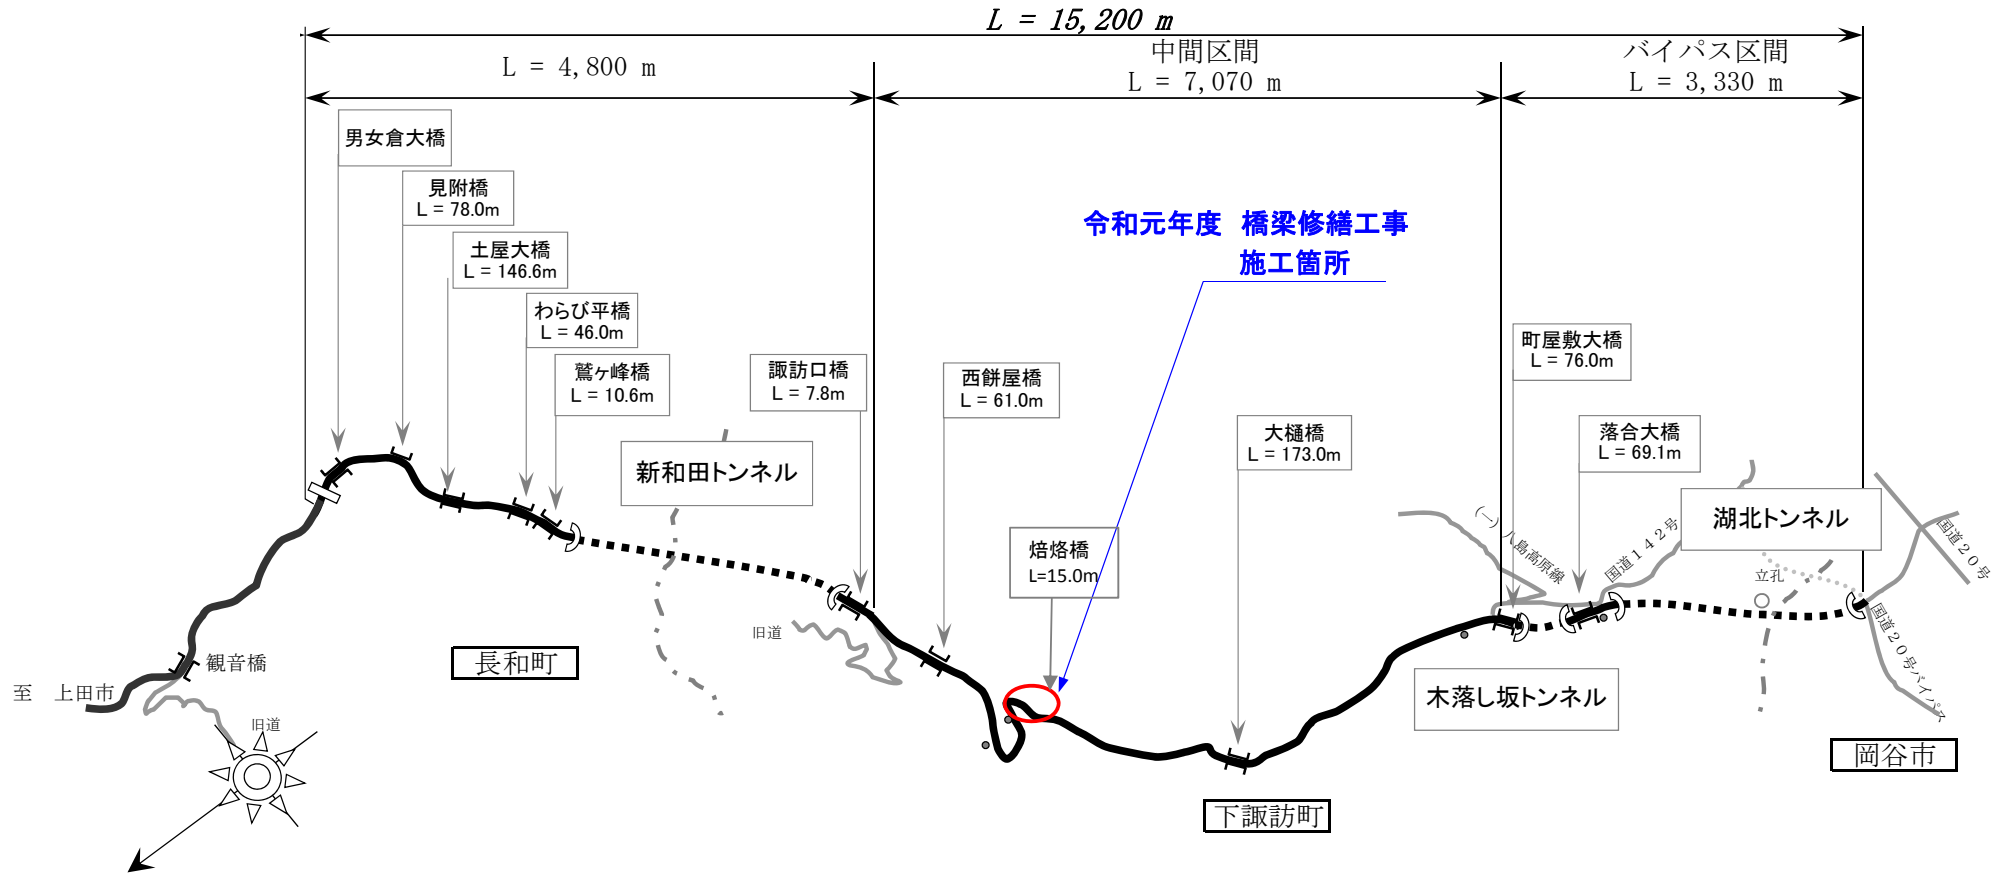 L = 15,200 m
L = 4,800 m
中間区間
L = 7,070 m
バイパス区間
L = 3,330 m
男女倉大橋
見附橋
L = 78.0m
土屋大橋
L = 146.6m
わらび平橋
L = 46.0m
鷲ヶ峰橋
L = 10.6m
諏訪口橋
L = 7.8m
西餅屋橋
L = 61.0m
令和元年度 橋梁修繕工事
施工箇所
町屋敷大橋
L = 76.0m
大樋橋
L = 173.0m
落合大橋
L = 69.1m
新和田トンネル
湖北トンネル
焙烙橋
L=15.0m
(一)八島高原線
国道142号
国道20号
立孔
国道20号バイパス
旧道
長和町
観音橋
至 上田市
旧道
木落し坂トンネル
岡谷市
下諏訪町